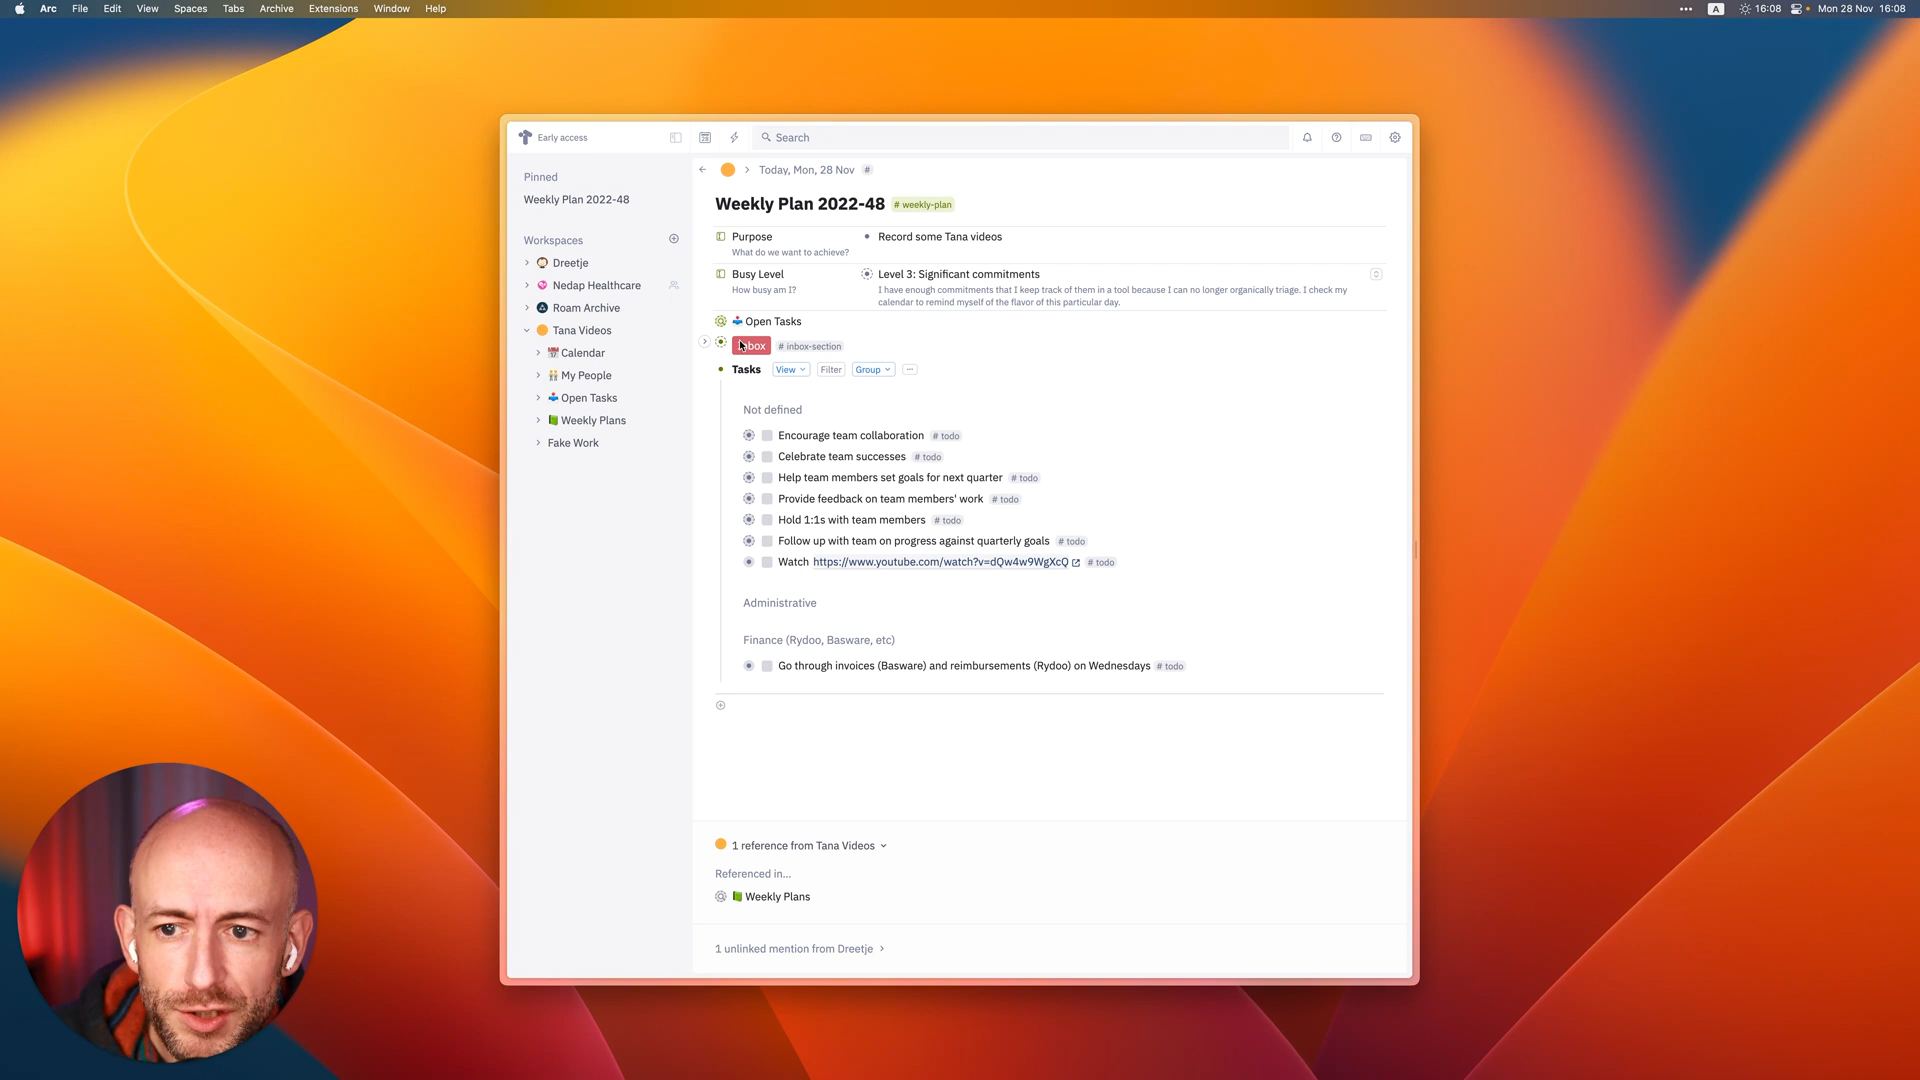 Arc File Edit View Spaces Tabs Archive Extensions Window Help
A 16:08 Mon 28 Nov 16:08
Early access
28
Search
Pinned
Weekly Plan 2022-48
Workspaces
Dreetje
Nedap Healthcare
Roam Archive
Tana Videos
Calendar
My People
Open Tasks
Weekly Plans
Fake Work
Today, Mon, 28 Nov #
Weekly Plan 2022-48 # weekly-plan
Purpose
What do we want to achieve?
Record some Tana videos
Busy Level
How busy am I?
Level 3: Significant commitments
I have enough commitments that I keep track of them in a tool because I can no longer organically triage. I check my
calendar to remind myself of the flavor of this particular day.
Open Tasks
Inbox # inbox-section
Tasks View Filter Group
Not defined
Encourage team collaboration # todo
Celebrate team successes # todo
Help team members set goals for next quarter # todo
Provide feedback on team members' work # todo
Hold 1:1s with team members # todo
Follow up with team on progress against quarterly goals # todo
Watch https://www.youtube.com/watch?v=dQw4w9WgXcQ # todo
Administrative
Finance (Rydoo, Basware, etc)
Go through invoices (Basware) and reimbursements (Rydoo) on Wednesdays # todo
1 reference from Tana Videos
Referenced in...
Weekly Plans
1 unlinked mention from Dreetje